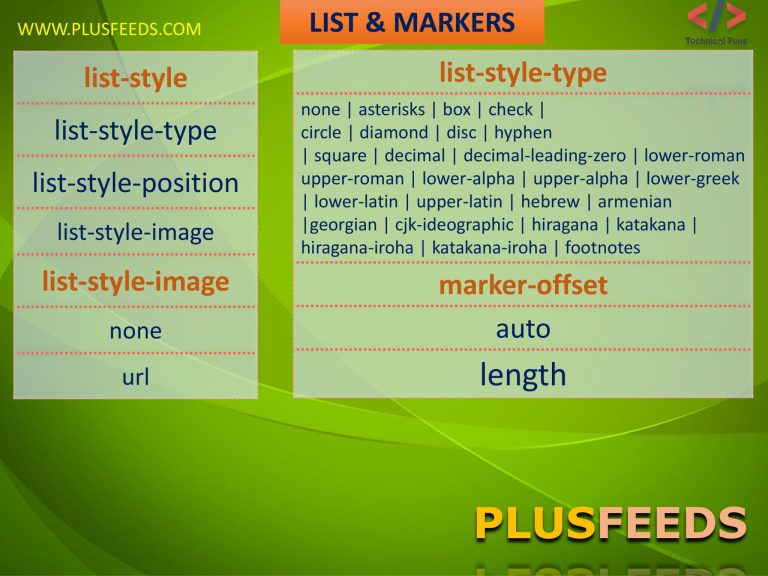 WWW.PLUSFEEDS.COM
LIST & MARKERS
Technical Funs
list-style
list-style-type
list-style-position
list-style-image
list-style-image
none
url
list-style-type
none | asterisks | box | check |
circle | diamond | disc | hyphen
| square | decimal | decimal-leading-zero | lower-roman
upper-roman | lower-alpha | upper-alpha | lower-greek
| lower-latin | upper-latin | hebrew | armenian
|georgian | cjk-ideographic | hiragana | katakana |
hiragana-iroha | katakana-iroha | footnotes
marker-offset
auto
length
PLUSFEEDS